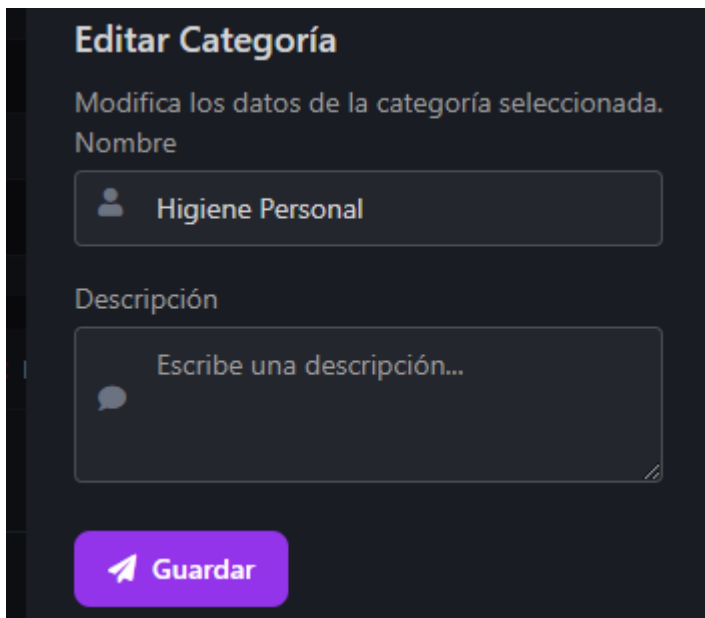 Editar Categoría
Modifica los datos de la categoría seleccionada.
Nombre
Higiene Personal
Descripción
Escribe una descripción...
Guardar